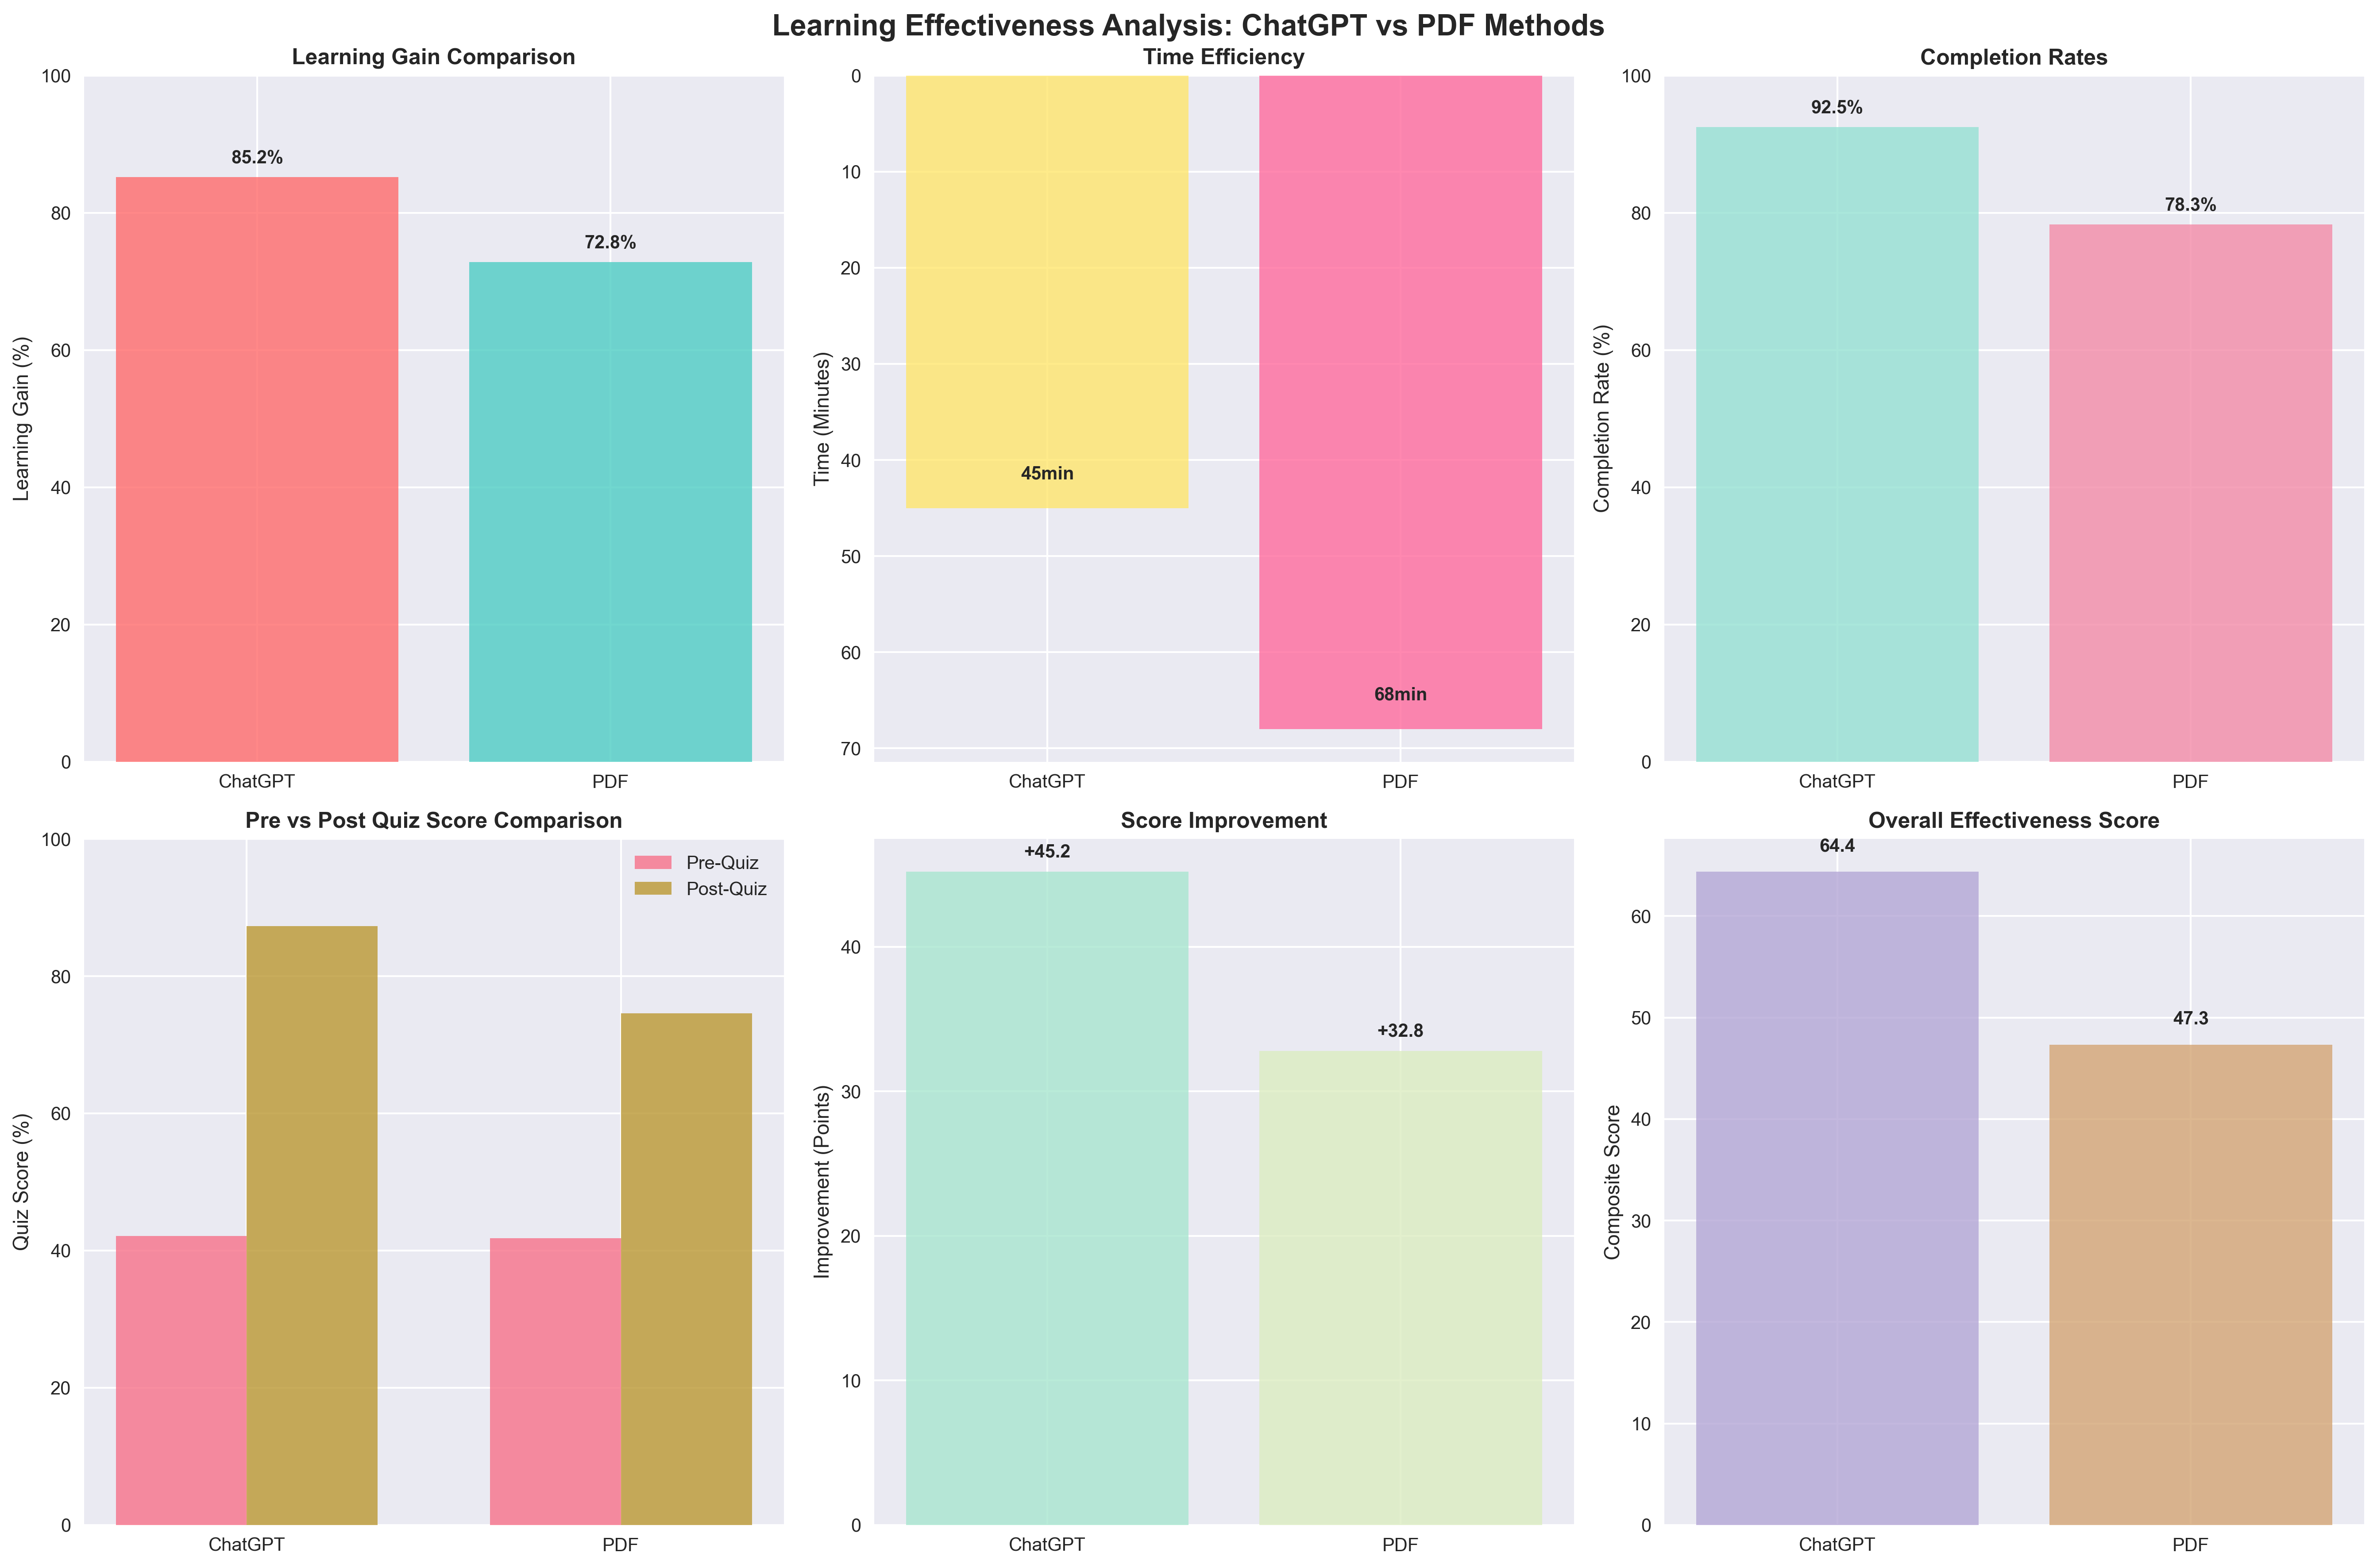 Learning Effectiveness Analysis: ChatGPT vs PDF Methods
Learning Gain Comparison
Learning Gain (%)
100
80
60
40
20
0
85.2%
72.8%
ChatGPT
PDF
Time Efficiency
Time (Minutes)
0
10
20
30
40
50
60
70
45min
68min
ChatGPT
PDF
Completion Rates
Completion Rate (%)
100
80
60
40
20
0
92.5%
78.3%
ChatGPT
PDF
Pre vs Post Quiz Score Comparison
Quiz Score (%)
100
80
60
40
20
0
Pre-Quiz
Post-Quiz
ChatGPT
PDF
Score Improvement
Improvement (Points)
40
30
20
10
0
+45.2
+32.8
ChatGPT
PDF
Overall Effectiveness Score
Composite Score
60
50
40
30
20
10
0
64.4
47.3
ChatGPT
PDF